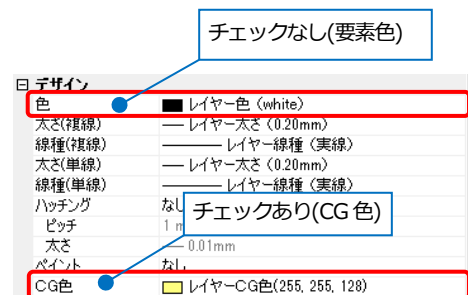 チェックなし(要素色)
デザイン
色 レイヤー色（white）
太さ(複線) レイヤー太さ（0.20mm）
線種(複線) レイヤー線種（実線）
太さ(単線) レイヤー太さ（0.20mm）
線種(単線) レイヤー線種（実線）
ハッチング なし
チェックあり(CG 色)
ピッチ 1 m
太さ 0.01mm
ペイント なし
CG色 レイヤーCG色(255, 255, 128)